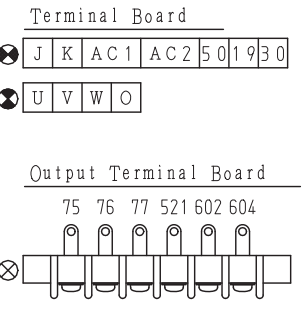 Terminal Board
J K AC1 AC2 50 19 30
U V W O
Output Terminal Board
75 76 77 521 602 604